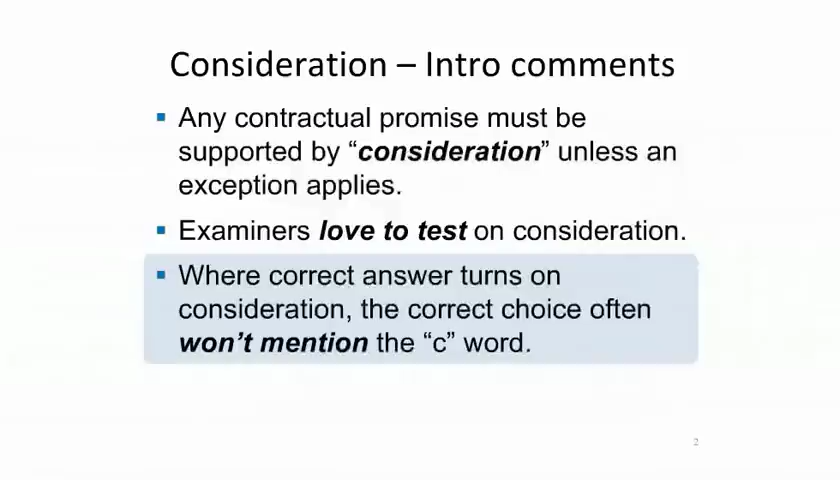 Consideration – Intro comments
▪ Any contractual promise must be
supported by “consideration” unless an
exception applies.
▪ Examiners love to test on consideration.
▪ Where correct answer turns on
consideration, the correct choice often
won’t mention the “c” word.
2